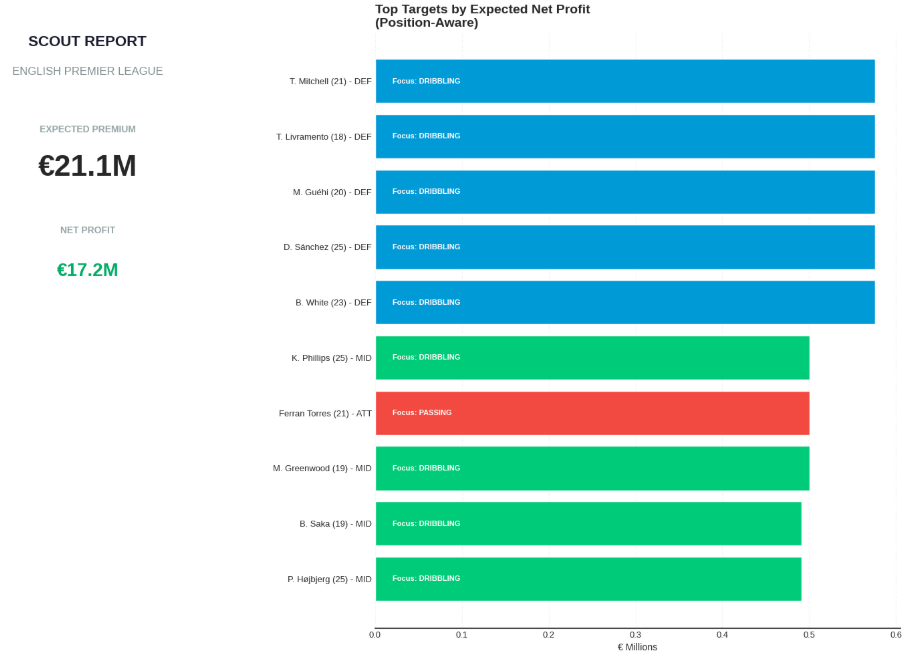 SCOUT REPORT
ENGLISH PREMIER LEAGUE
EXPECTED PREMIUM
€21.1M
NET PROFIT
€17.2M
Top Targets by Expected Net Profit
(Position-Aware)
T. Mitchell (21) - DEF Focus: DRIBBLING
T. Livramento (18) - DEF Focus: DRIBBLING
M. Guéhi (20) - DEF Focus: DRIBBLING
D. Sánchez (25) - DEF Focus: DRIBBLING
B. White (23) - DEF Focus: DRIBBLING
K. Phillips (25) - MID Focus: DRIBBLING
Ferran Torres (21) - ATT Focus: PASSING
M. Greenwood (19) - MID Focus: DRIBBLING
B. Saka (19) - MID Focus: DRIBBLING
P. Højbjerg (25) - MID Focus: DRIBBLING
0.0 0.1 0.2 0.3 0.4 0.5 0.6
€ Millions